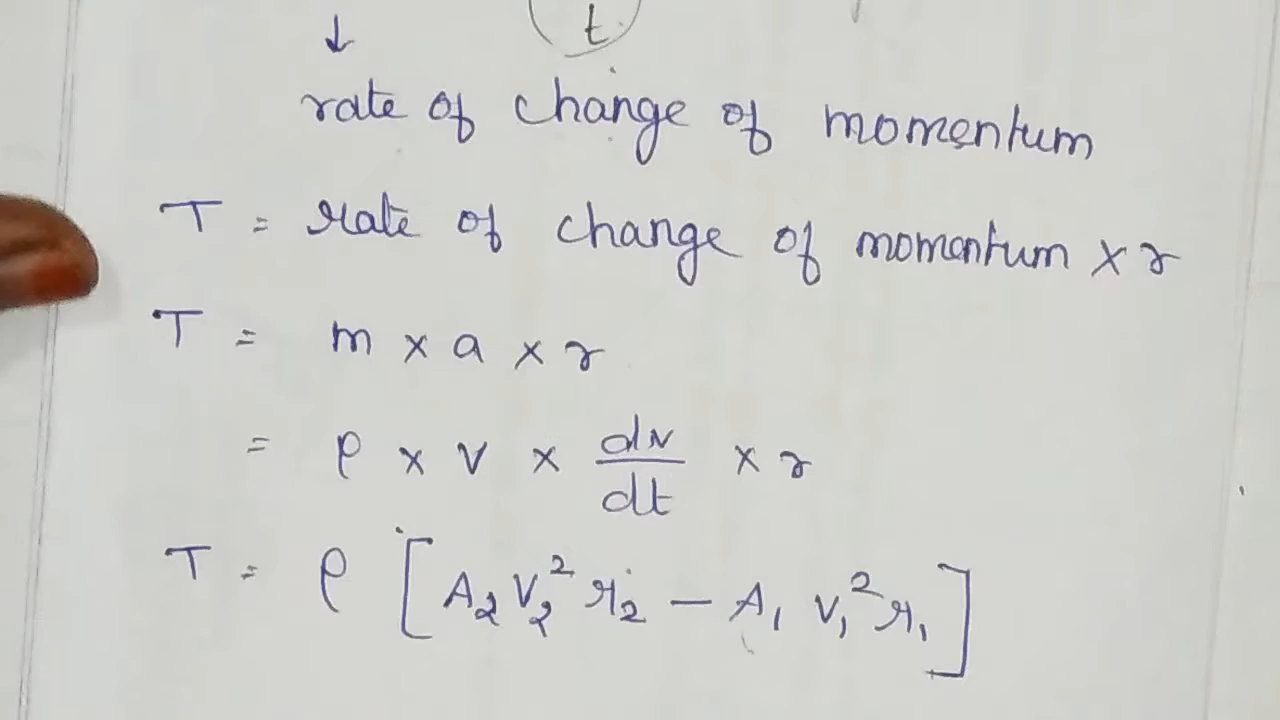 t
↓
rate of change of momentum
T = rate of change of momentum × r
T = m × a × r
= ρ × V × dv/dt × r
T = ρ [A₂ V₂² r₂ − A₁ V₁² r₁]